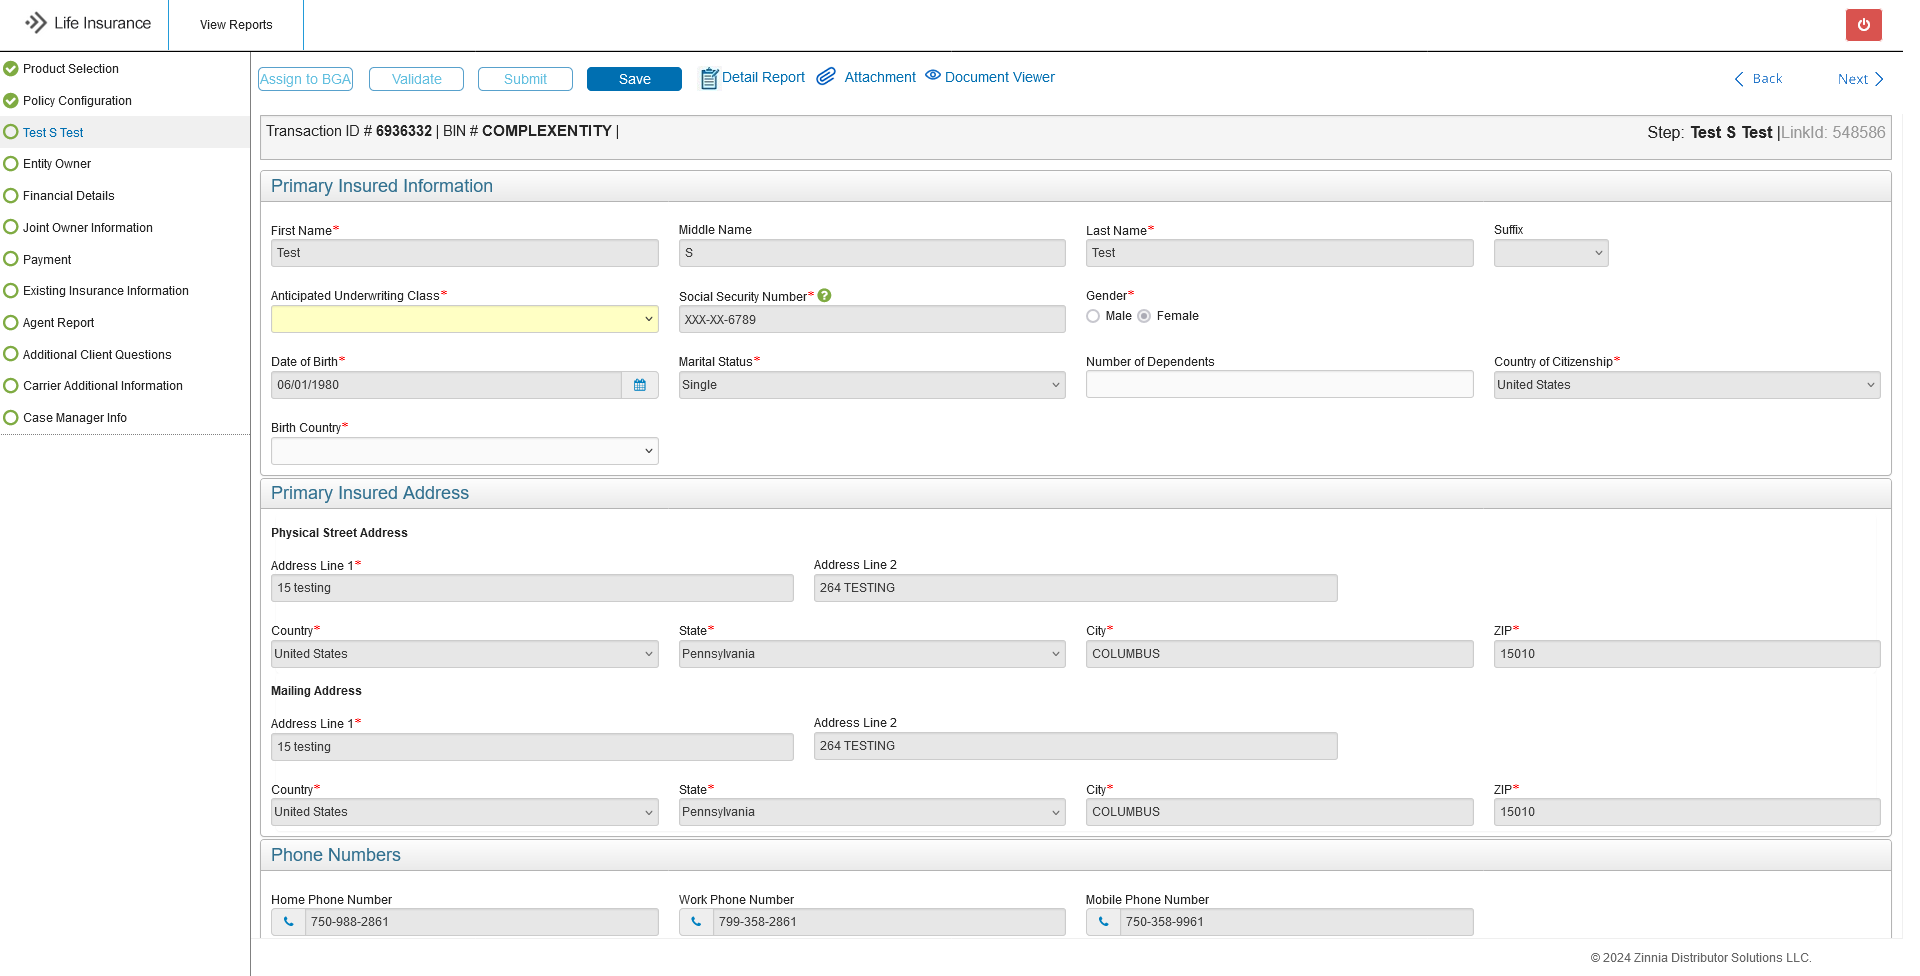 Life Insurance
View Reports
Product Selection
Policy Configuration
Test S Test
Entity Owner
Financial Details
Joint Owner Information
Payment
Existing Insurance Information
Agent Report
Additional Client Questions
Carrier Additional Information
Case Manager Info
Assign to BGA Validate Submit Save Detail Report Attachment Document Viewer Back Next
Transaction ID # 6936332 | BIN # COMPLEXENTITY | Step: Test S Test |LinkId: 548586
Primary Insured Information
First Name* Middle Name Last Name* Suffix
Test S Test
Anticipated Underwriting Class* Social Security Number* ? Gender*
XXX-XX-6789 Male Female
Date of Birth* Marital Status* Number of Dependents Country of Citizenship*
06/01/1980 Single United States
Birth Country*
Primary Insured Address
Physical Street Address
Address Line 1* Address Line 2
15 testing 264 TESTING
Country* State* City* ZIP*
United States Pennsylvania COLUMBUS 15010
Mailing Address
Address Line 1* Address Line 2
15 testing 264 TESTING
Country* State* City* ZIP*
United States Pennsylvania COLUMBUS 15010
Phone Numbers
Home Phone Number Work Phone Number Mobile Phone Number
750-988-2861 799-358-2861 750-358-9961
© 2024 Zinnia Distributor Solutions LLC.